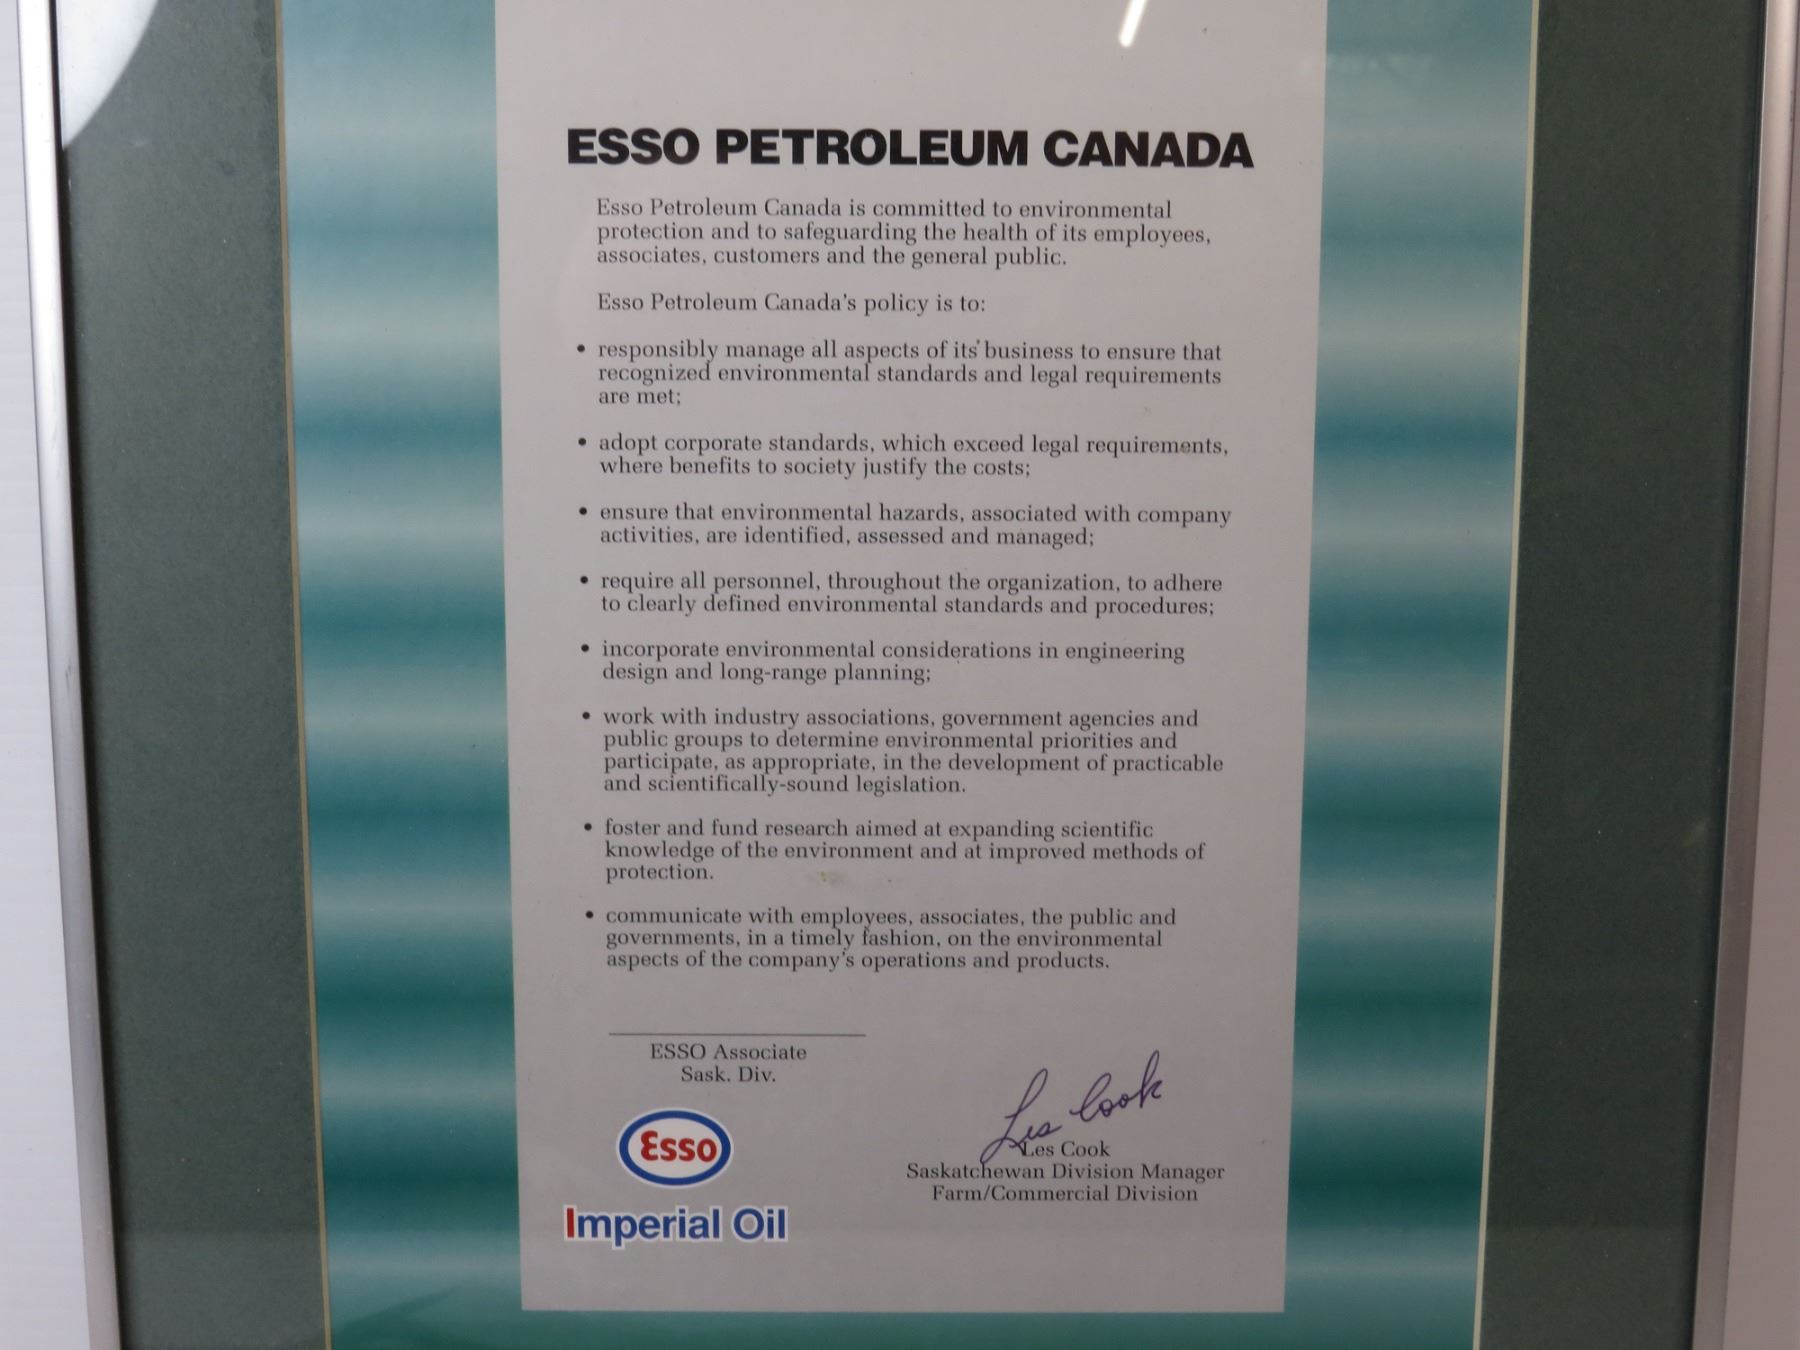 ESSO PETROLEUM CANADA
Esso Petroleum Canada is committed to environmental
protection and to safeguarding the health of its employees,
associates, customers and the general public.
Esso Petroleum Canada's policy is to:
• responsibly manage all aspects of its' business to ensure that
recognized environmental standards and legal requirements
are met;
• adopt corporate standards, which exceed legal requirements,
where benefits to society justify the costs;
• ensure that environmental hazards, associated with company
activities, are identified, assessed and managed;
• require all personnel, throughout the organization, to adhere
to clearly defined environmental standards and procedures;
• incorporate environmental considerations in engineering
design and long-range planning;
• work with industry associations, government agencies and
public groups to determine environmental priorities and
participate, as appropriate, in the development of practicable
and scientifically-sound legislation.
• foster and fund research aimed at expanding scientific
knowledge of the environment and at improved methods of
protection.
• communicate with employees, associates, the public and
governments, in a timely fashion, on the environmental
aspects of the company's operations and products.
ESSO Associate
Sask. Div.
Esso
Imperial Oil
Les Cook
Les Cook
Saskatchewan Division Manager
Farm/Commercial Division